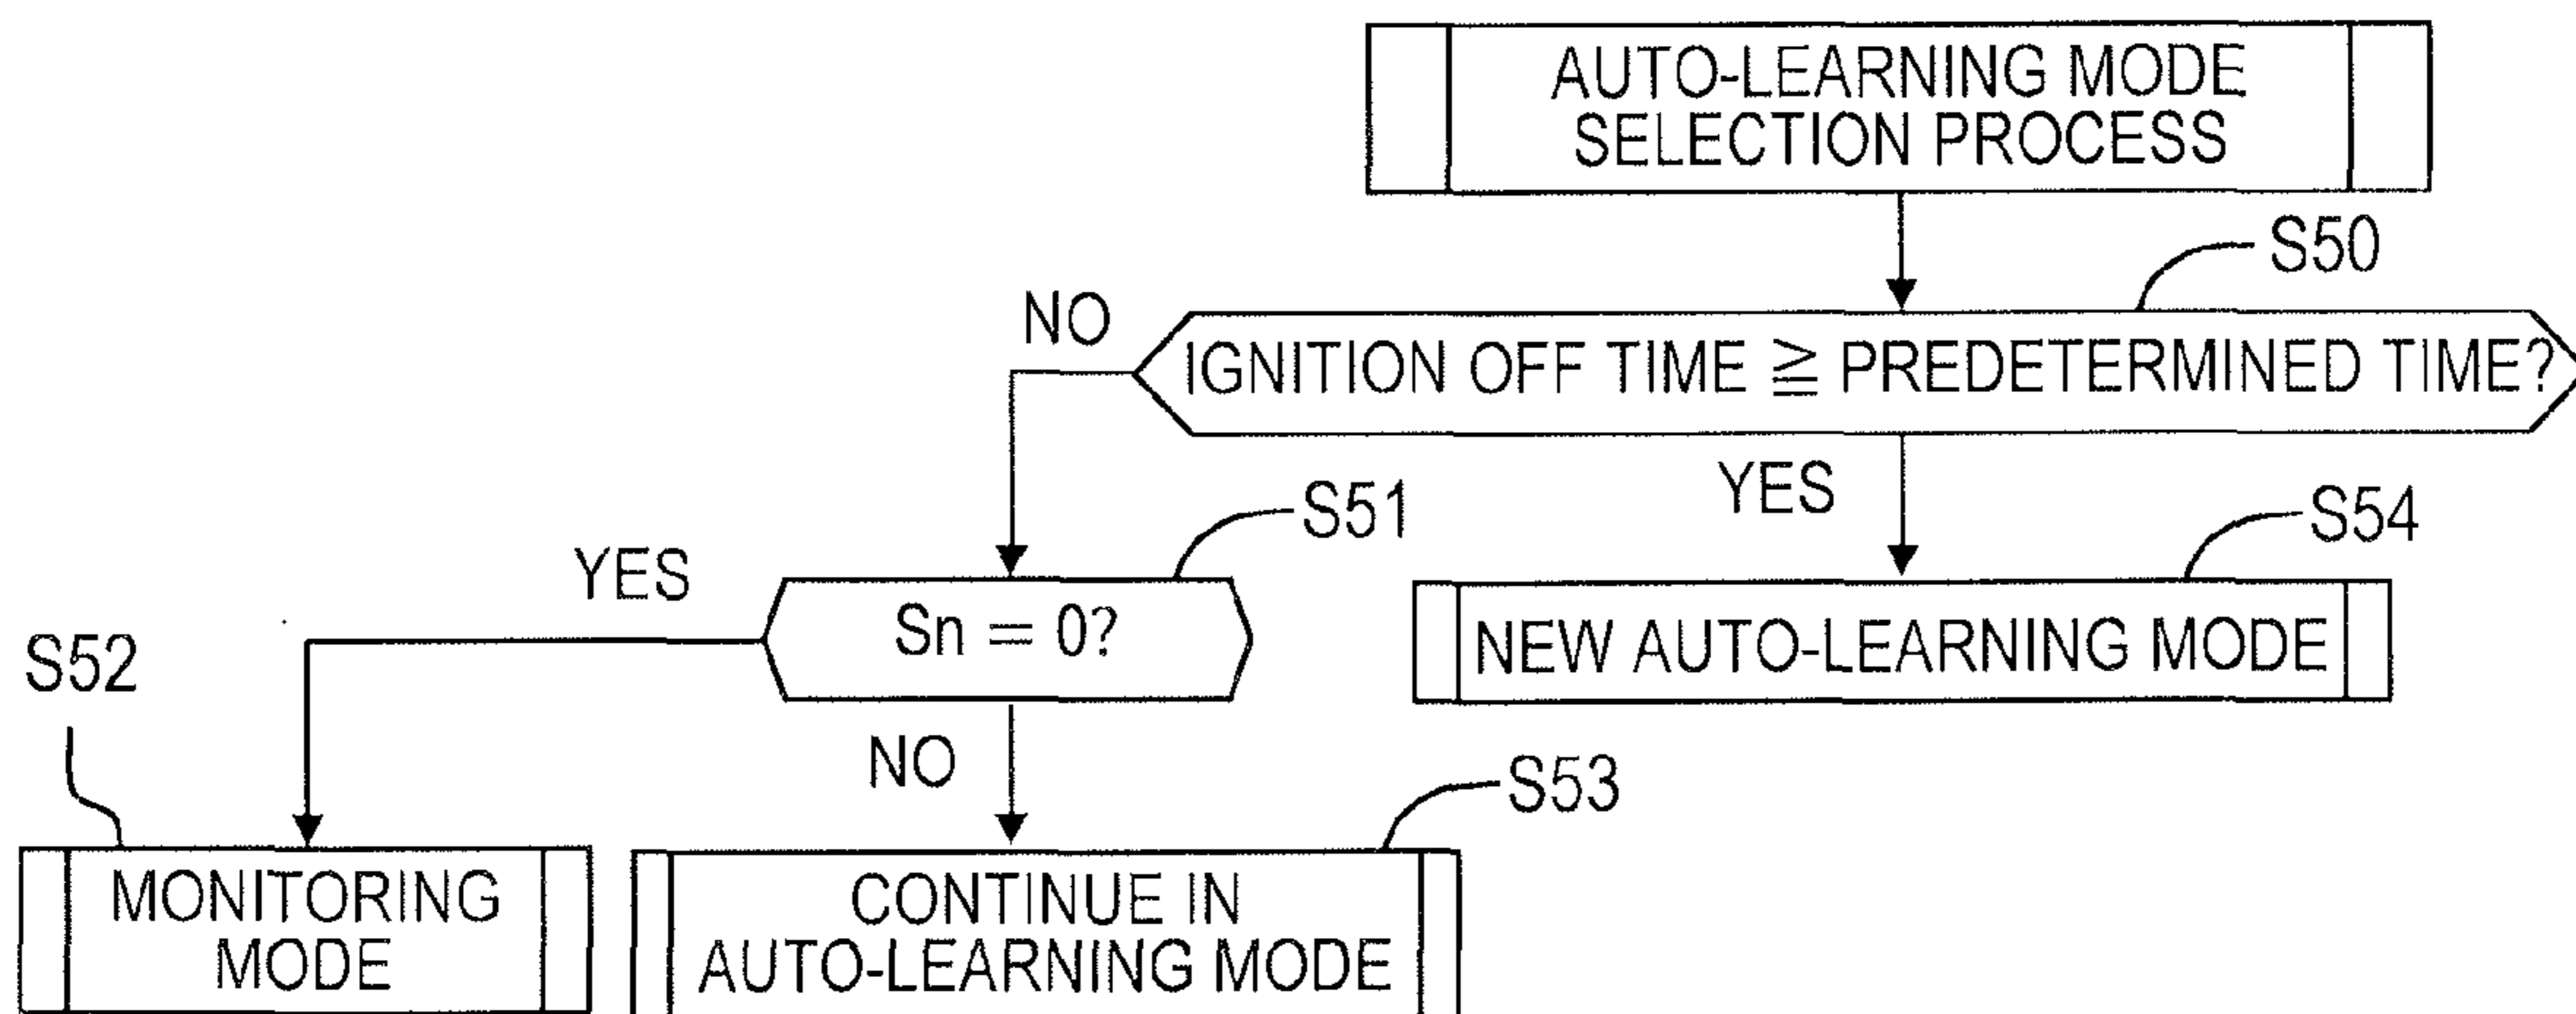 AUTO-LEARNING MODE
SELECTION PROCESS
S50
NO
IGNITION OFF TIME ≧ PREDETERMINED TIME?
YES
S51
S54
YES
Sn = 0?
NEW AUTO-LEARNING MODE
S52
NO
S53
MONITORING
MODE
CONTINUE IN
AUTO-LEARNING MODE